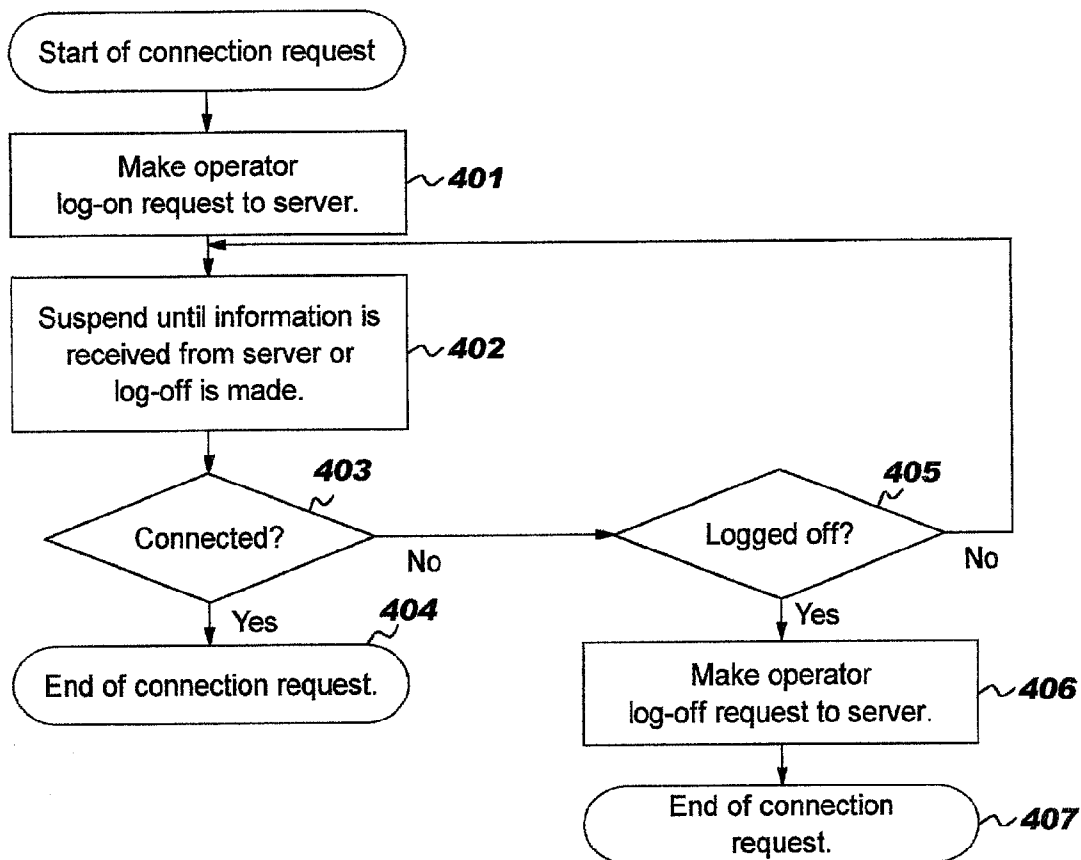 Start of connection request
Make operator
log-on request to server.
401
Suspend until information is
received from server or
log-off is made.
402
403
Connected?
No
Yes
404
End of connection request.
405
Logged off?
No
Yes
Make operator
log-off request to server.
406
End of connection
request.
407